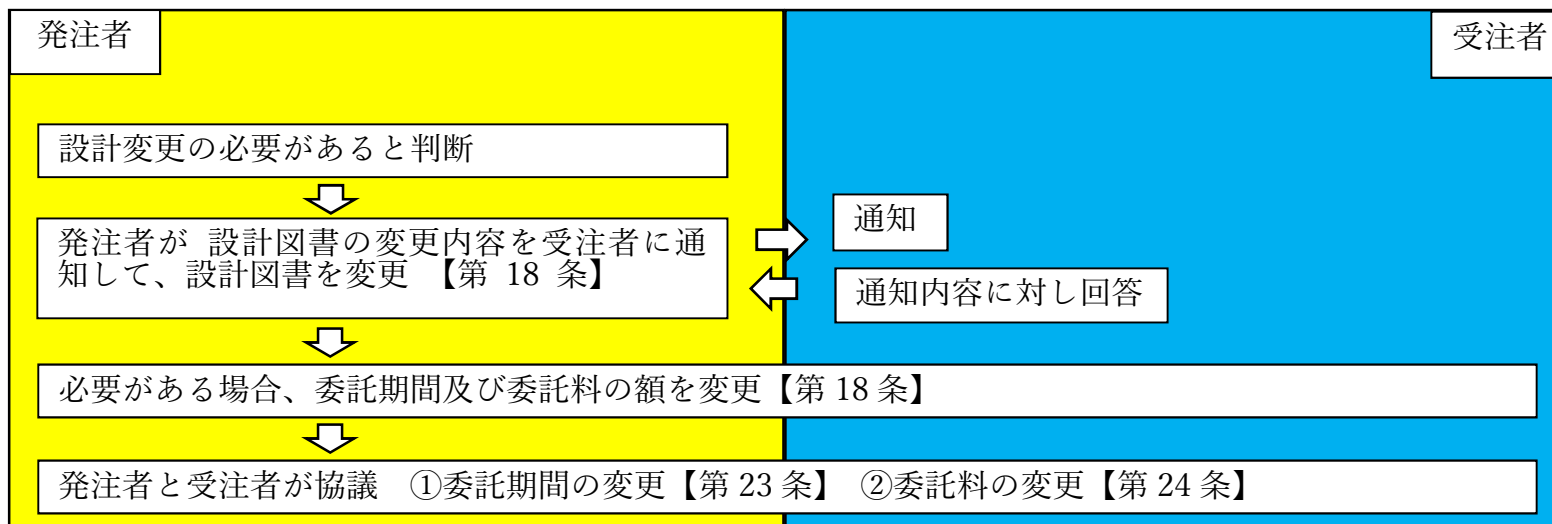 発注者
受注者
設計変更の必要があると判断
発注者が 設計図書の変更内容を受注者に通
知して、設計図書を変更 【第 18 条】
通知
通知内容に対し回答
必要がある場合、委託期間及び委託料の額を変更【第 18 条】
発注者と受注者が協議 ①委託期間の変更【第 23 条】 ②委託料の変更【第 24 条】